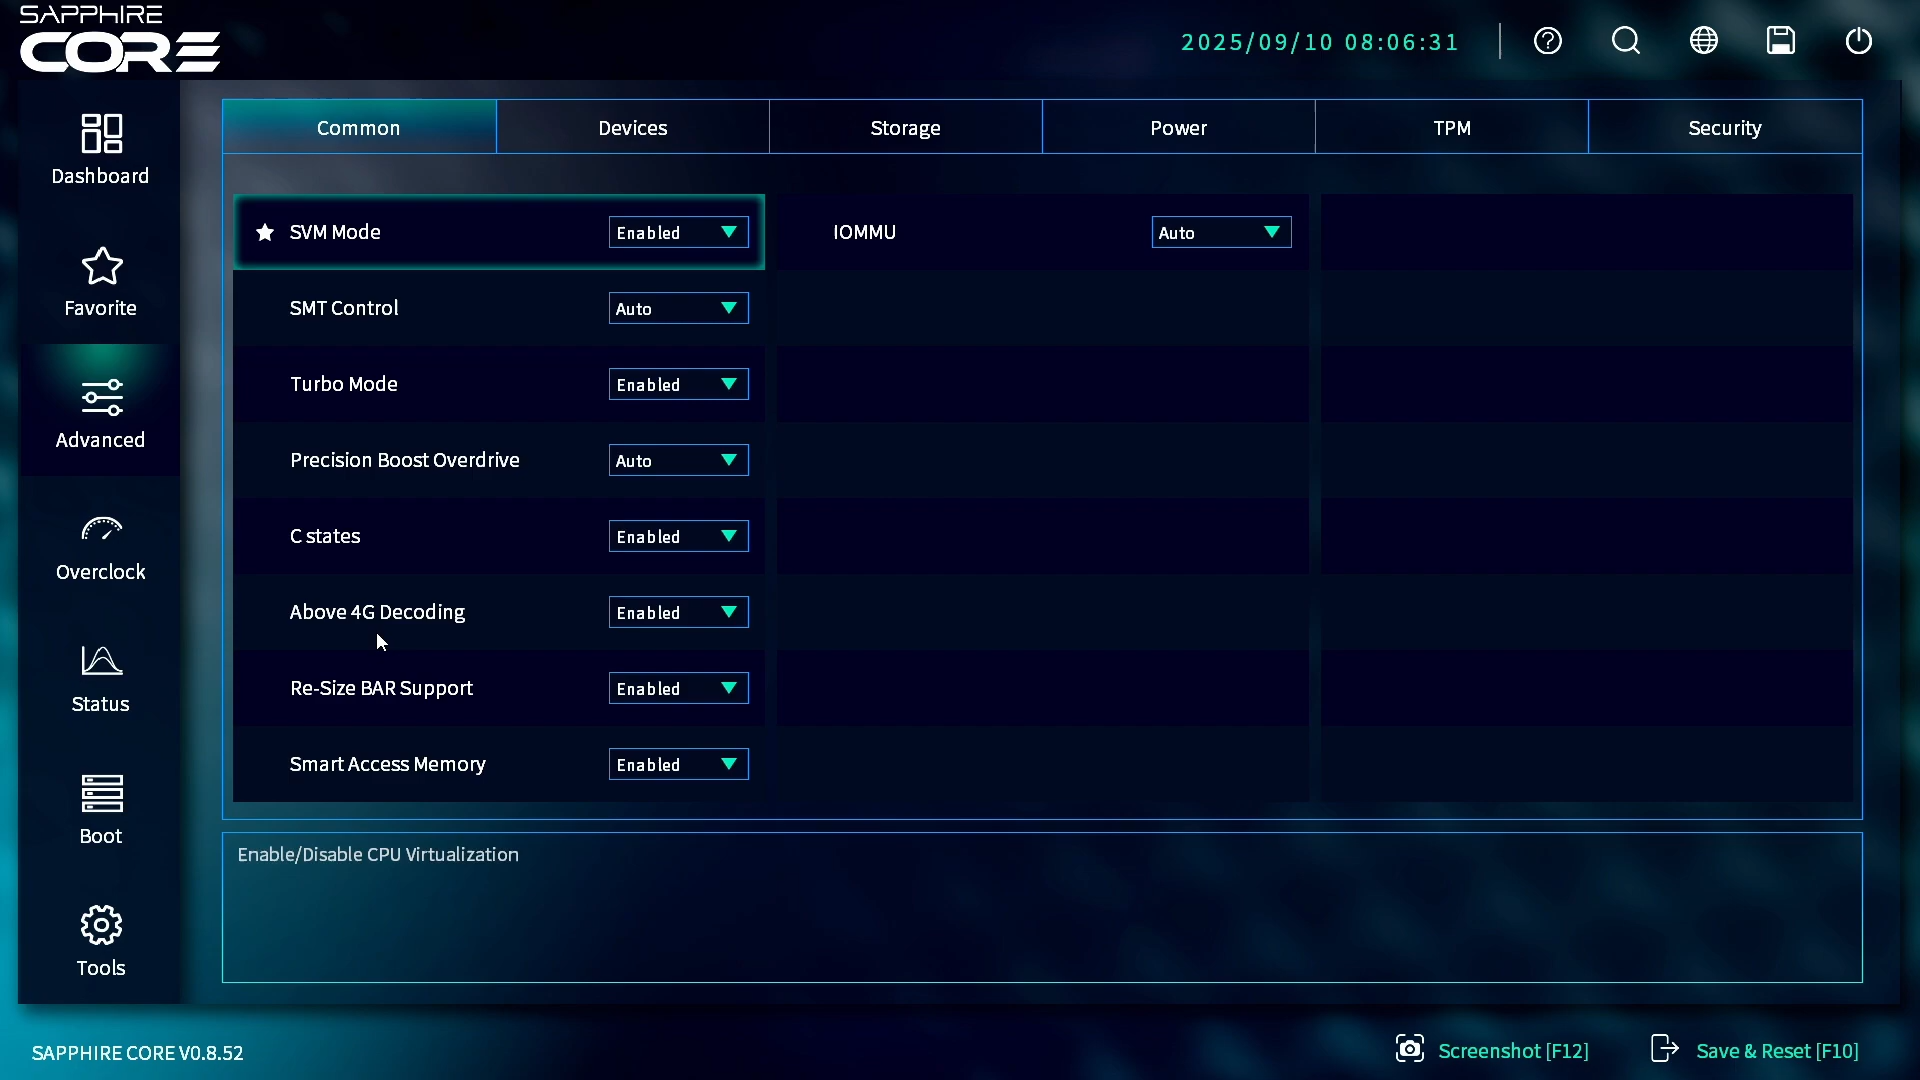 SAPPHIRE
CORE
2025/09/10 08:06:31
Dashboard
Favorite
Advanced
Overclock
Status
Boot
Tools
Common
Devices
Storage
Power
TPM
Security
SVM Mode
Enabled
IOMMU
Auto
SMT Control
Auto
Turbo Mode
Enabled
Precision Boost Overdrive
Auto
C states
Enabled
Above 4G Decoding
Enabled
Re-Size BAR Support
Enabled
Smart Access Memory
Enabled
Enable/Disable CPU Virtualization
SAPPHIRE CORE V0.8.52
Screenshot [F12]
Save & Reset [F10]